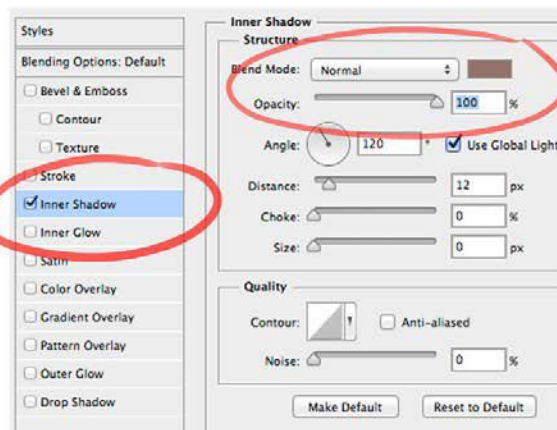 Styles
Blending Options: Default
Bevel & Emboss
Contour
Texture
Stroke
Inner Shadow
Inner Glow
Satin
Color Overlay
Gradient Overlay
Pattern Overlay
Outer Glow
Drop Shadow
Inner Shadow
Structure
Blend Mode: Normal
Opacity: 100 %
Angle: 120 ° Use Global Light
Distance: 12 px
Choke: 0 %
Size: 0 px
Quality
Contour: Anti-aliased
Noise: 0 %
Make Default Reset to Default